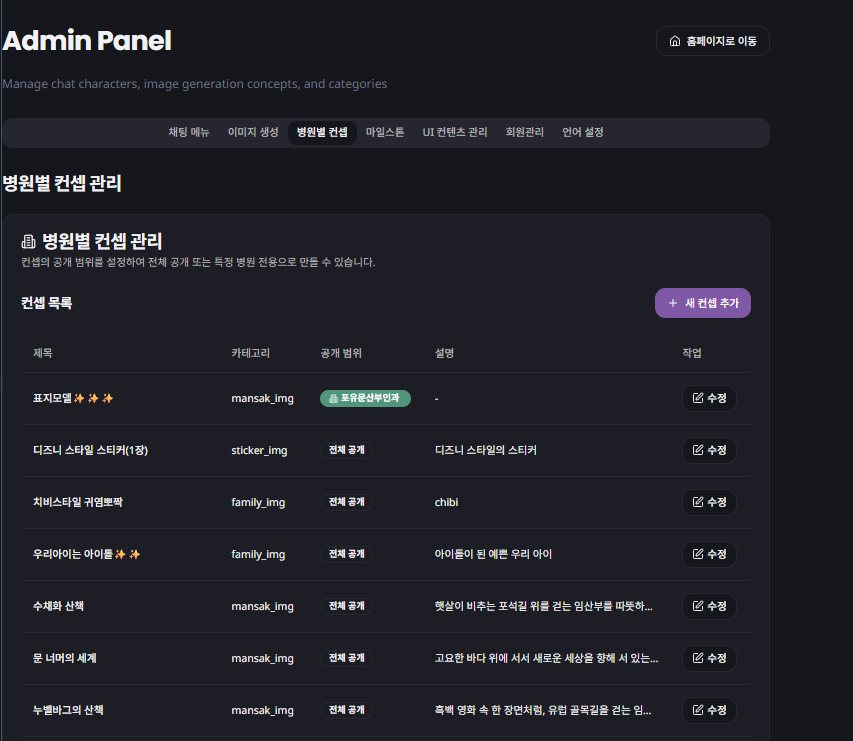 Admin Panel
홈페이지로 이동
Manage chat characters, image generation concepts, and categories
채팅 메뉴 이미지 생성 병원별 컨셉 마일스톤 UI 컨텐츠 관리 회원관리 언어 설정
병원별 컨셉 관리
병원별 컨셉 관리
컨셉의 공개 범위를 설정하여 전체 공개 또는 특정 병원 전용으로 만들 수 있습니다.
컨셉 목록
+ 새 컨셉 추가
제목 카테고리 공개 범위 설명 작업
표지모델✨✨✨ mansak_img 포유문산부인과 - 수정
디즈니 스타일 스티커(1장) sticker_img 전체 공개 디즈니 스타일의 스티커 수정
치비스타일 귀염뽀짝 family_img 전체 공개 chibi 수정
우리아이는 아이돌✨✨ family_img 전체 공개 아이돌이 된 예쁜 우리 아이 수정
수채화 산책 mansak_img 전체 공개 햇살이 비추는 포석길 위를 걷는 임산부를 따뜻하... 수정
문 너머의 세계 mansak_img 전체 공개 고요한 바다 위에 서서 새로운 세상을 향해 서 있는... 수정
누벨바그의 산책 mansak_img 전체 공개 흑백 영화 속 한 장면처럼, 유럽 골목길을 걷는 임... 수정